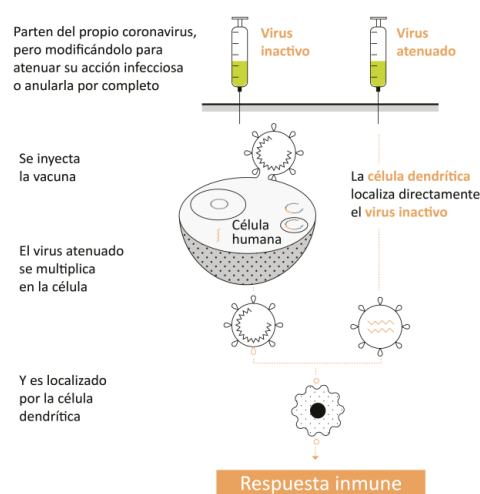 Parten del propio coronavirus,
pero modificándolo para
atenuar su acción infecciosa
o anularla por completo
Virus
inactivo
Virus
atenuado
Se inyecta
la vacuna
La célula dendrítica
localiza directamente
el virus inactivo
Célula
humana
El virus atenuado
se multiplica
en la célula
Y es localizado
por la célula
dendrítica
Respuesta inmune